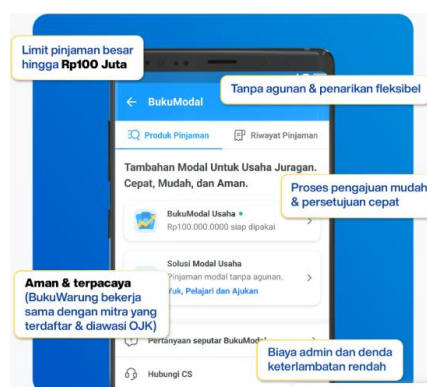 Limit pinjaman besar
hingga Rp100 Juta
Tanpa agunan & penarikan fleksibel
BukuModal
Produk Pinjaman
Riwayat Pinjaman
Tambahan Modal Untuk Usaha Juragan.
Cepat, Mudah, dan Aman.
Proses pengajuan mudah
& persetujuan cepat
BukuModal Usaha
Rp100.000.0000 siap dipakai
Solusi Modal Usaha
Pinjaman modal tanpa agunan.
Yuk, Pelajari dan Ajukan
Aman & terpacaya
(BukuWarung bekerja
sama dengan mitra yang
terdaftar & diawasi OJK)
Pertanyaan seputar BukuModal
Biaya admin dan denda
keterlambatan rendah
Hubungi CS